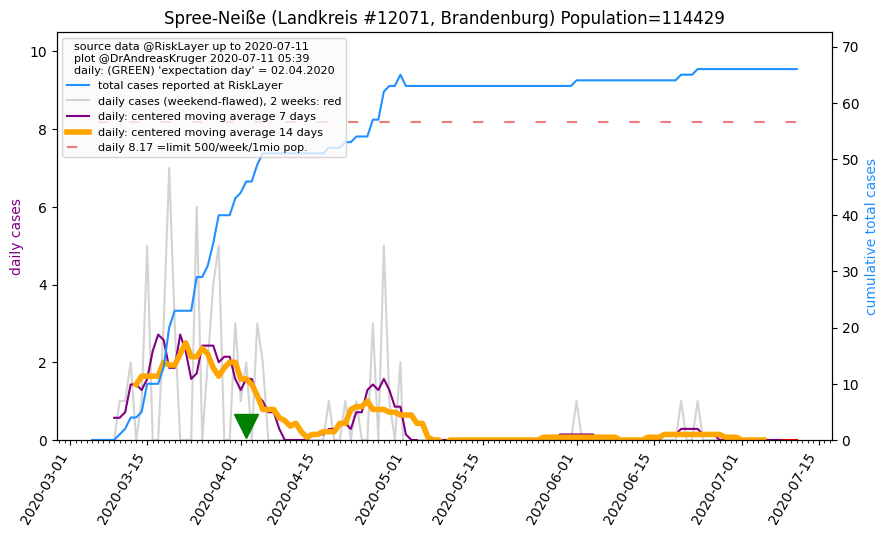 Spree-Neiße (Landkreis #12071, Brandenburg) Population=114429
source data @RiskLayer up to 2020-07-11
plot @DrAndreasKruger 2020-07-11 05:39
daily: (GREEN) 'expectation day' = 02.04.2020
total cases reported at RiskLayer
daily cases (weekend-flawed), 2 weeks: red
daily: centered moving average 7 days
daily: centered moving average 14 days
daily 8.17 =limit 500/week/1mio pop.
daily cases
10
8
6
4
2
0
cumulative total cases
70
60
50
40
30
20
10
0
2020-03-01
2020-03-15
2020-04-01
2020-04-15
2020-05-01
2020-05-15
2020-06-01
2020-06-15
2020-07-01
2020-07-15